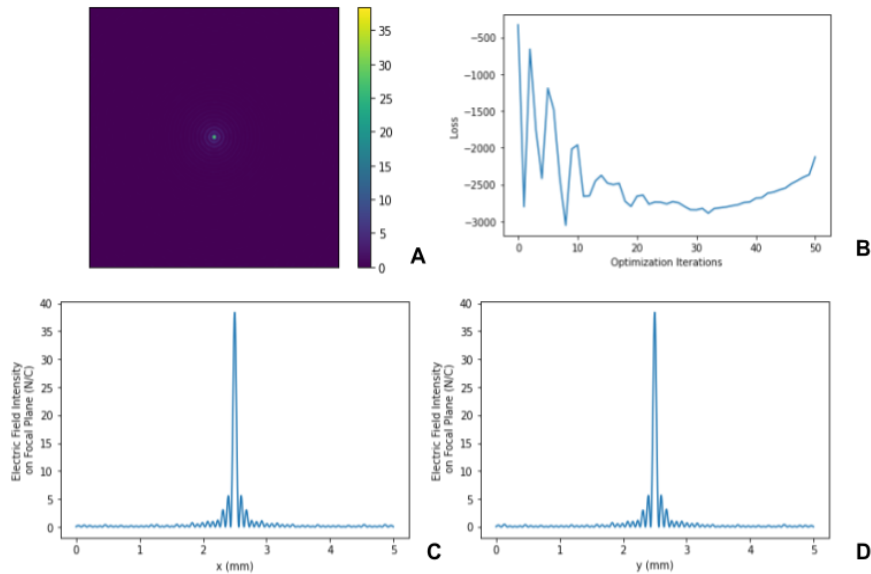 35
30
25
20
15
10
5
0
A
−500
−1000
−1500
−2000
−2500
−3000
Loss
0 10 20 30 40 50
Optimization Iterations
B
40
35
30
25
20
15
10
5
0
Electric Field Intensity
on Focal Plane (N/C)
0 1 2 3 4 5
x (mm)
C
40
35
30
25
20
15
10
5
0
Electric Field Intensity
on Focal Plane (N/C)
0 1 2 3 4 5
y (mm)
D